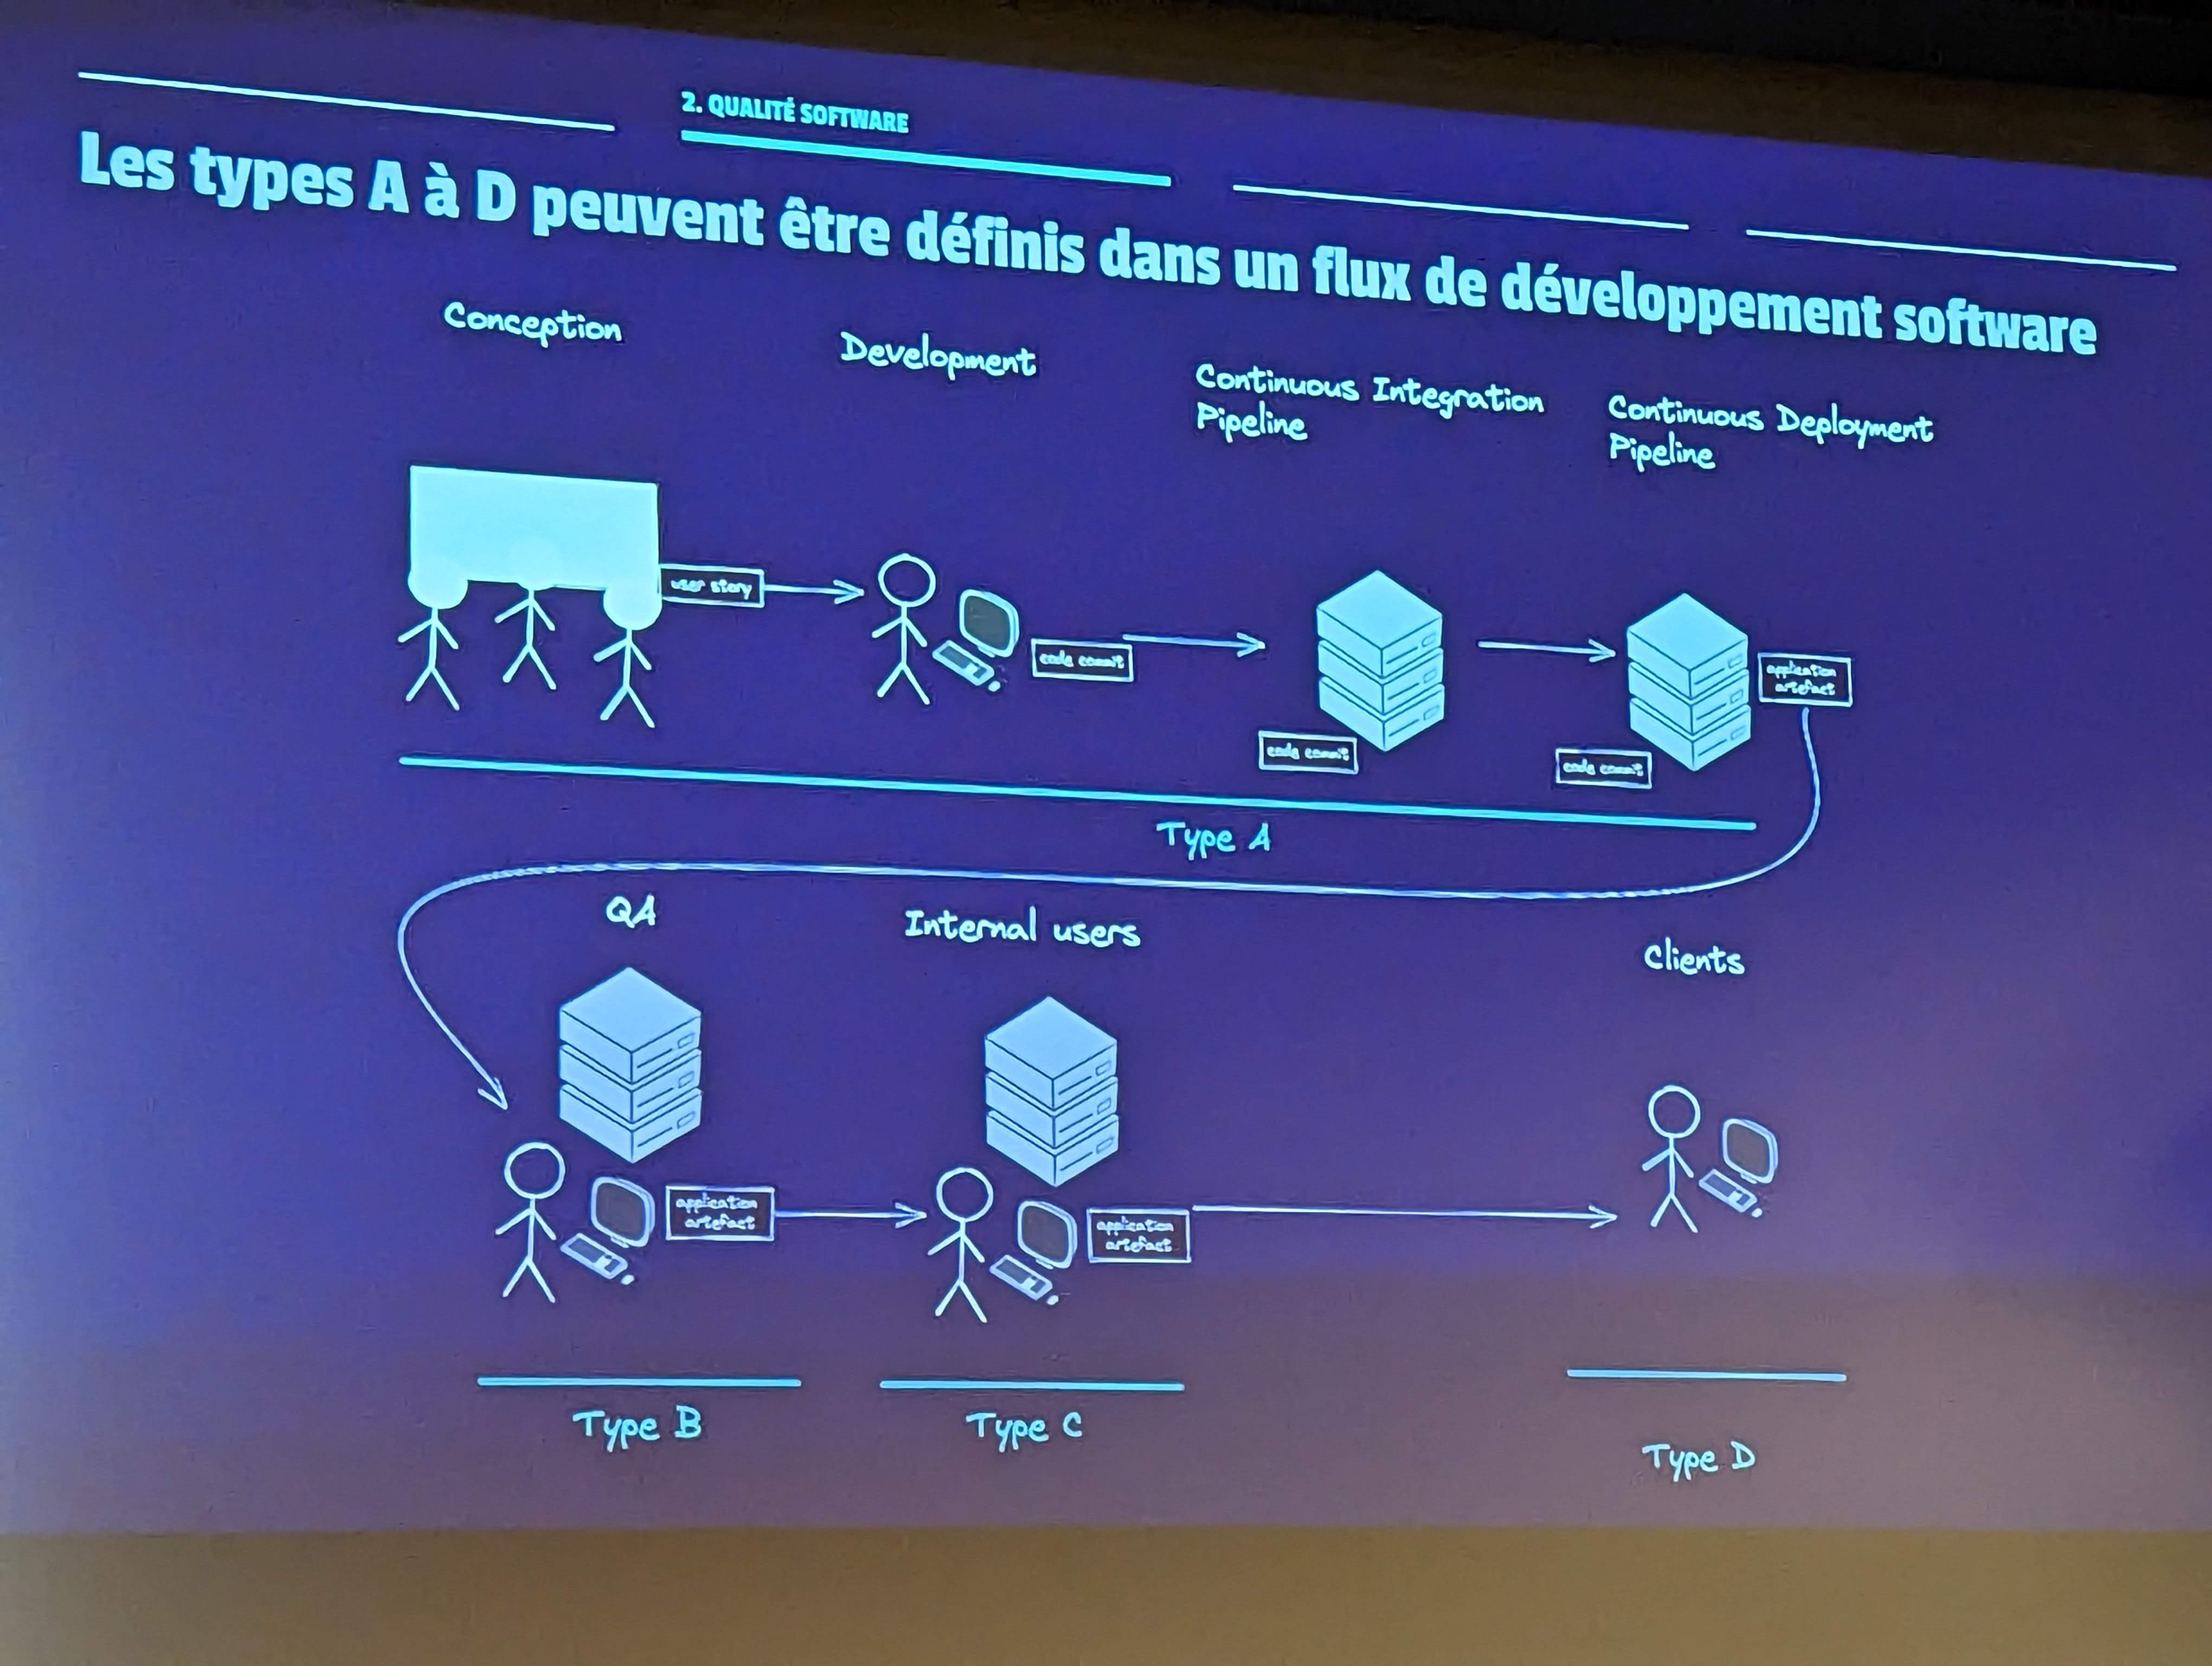 2. QUALITÉ SOFTWARE
Les types A à D peuvent être définis dans un flux de développement software
Conception
Development
Continuous Integration
Pipeline
Continuous Deployment
Pipeline
user story
code commit
application
artefact
code commit
code commit
Type A
QA
Internal users
Clients
application
artefact
application
artefact
Type B
Type C
Type D